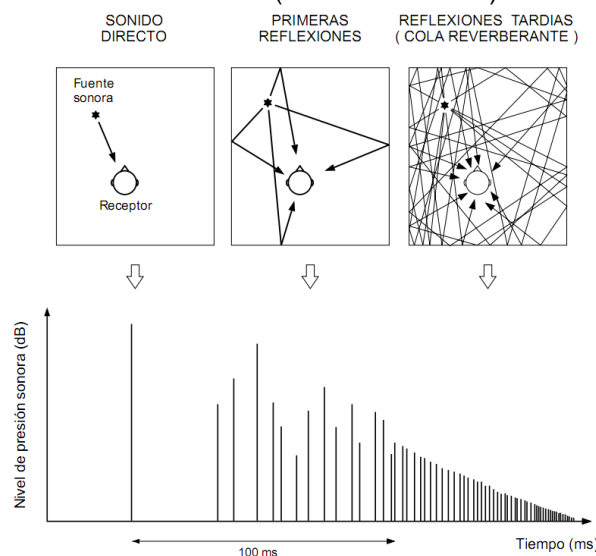 SONIDO
DIRECTO
PRIMERAS
REFLEXIONES
REFLEXIONES TARDIAS
( COLA REVERBERANTE )
Fuente
sonora
Receptor
Nivel de presión sonora (dB)
100 ms
Tiempo (ms)